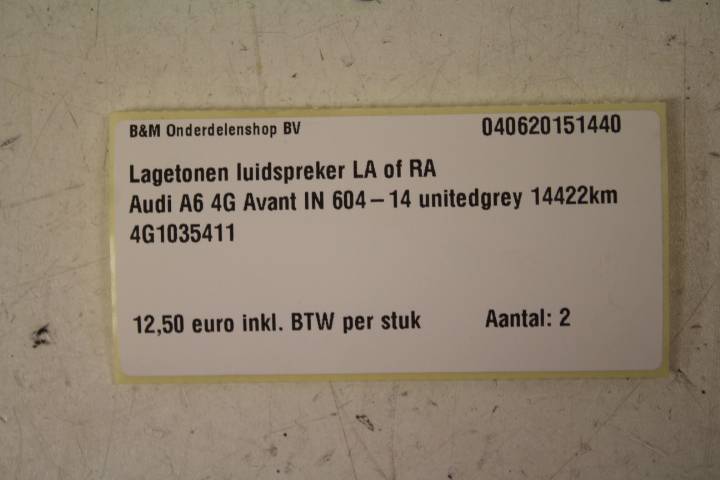 B&M Onderdelenshop BV 040620151440
Lagetonen luidspreker LA of RA
Audi A6 4G Avant IN 604-14 unitedgrey 14422km
4G1035411
12,50 euro inkl. BTW per stuk Aantal: 2